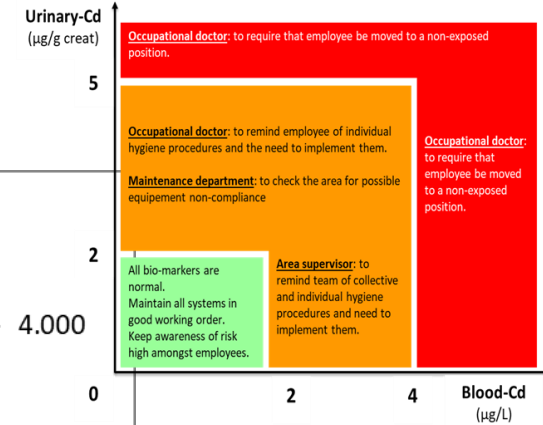 Urinary-Cd
(µg/g creat)
Occupational doctor: to require that employee be moved to a non-exposed
position.
5
Occupational doctor: to remind employee of individual
hygiene procedures and the need to implement them.
Maintenance department: to check the area for possible
equipement non-compliance
Occupational doctor:
to require that
employee be moved
to a non-exposed
position.
2
All bio-markers are
normal.
Maintain all systems in
good working order.
Keep awareness of risk
high amongst employees.
Area supervisor: to
remind team of collective
and individual hygiene
procedures and need to
implement them.
4.000
0
2
4
Blood-Cd
(µg/L)